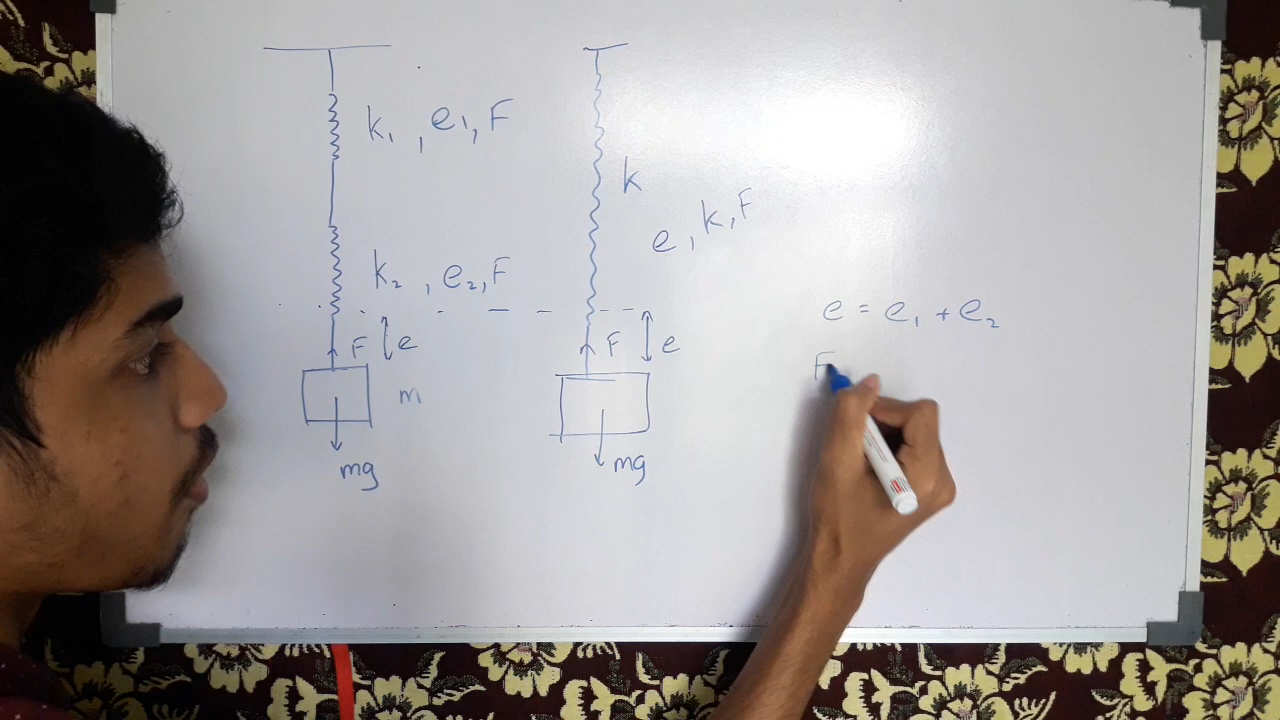 k₁, e₁, F
k
e, k, F
k₂, e₂, F
F e
m
mg
F e
mg
e = e₁ + e₂
F